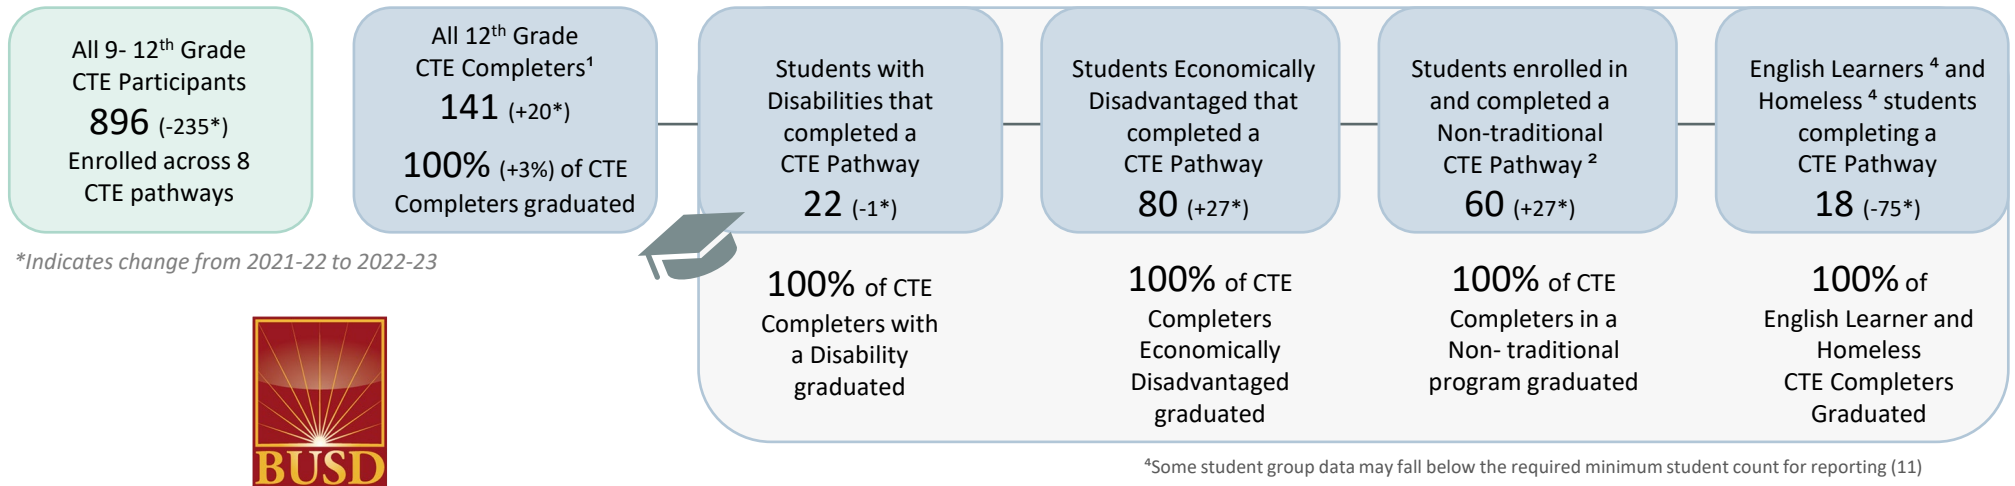 All 9- 12th Grade
CTE Participants
896 (-235*)
Enrolled across 8
CTE pathways
All 12th Grade
CTE Completers¹
141 (+20*)
100% (+3%) of CTE
Completers graduated
Students with
Disabilities that
completed a
CTE Pathway
22 (-1*)
Students Economically
Disadvantaged that
completed a
CTE Pathway
80 (+27*)
Students enrolled in
and completed a
Non-traditional
CTE Pathway ²
60 (+27*)
English Learners ⁴ and
Homeless ⁴ students
completing a
CTE Pathway
18 (-75*)
*Indicates change from 2021-22 to 2022-23
100% of CTE
Completers with
a Disability
graduated
100% of CTE
Completers
Economically
Disadvantaged
graduated
100% of CTE
Completers in a
Non- traditional
program graduated
100% of
English Learner and
Homeless
CTE Completers
Graduated
BUSD
⁴Some student group data may fall below the required minimum student count for reporting (11)